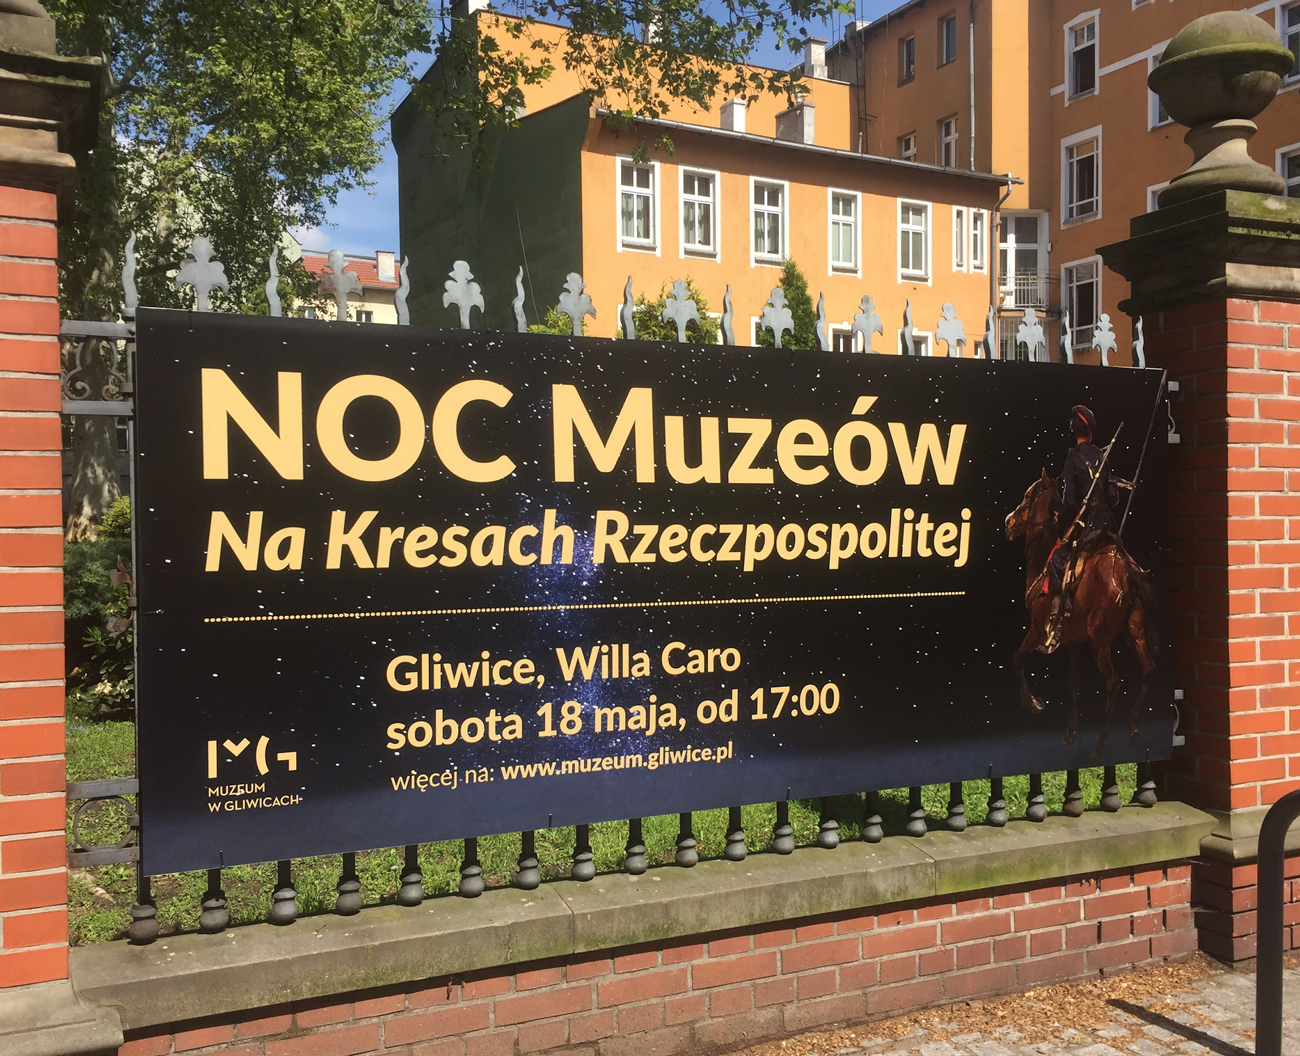 NOC Muzeów
Na Kresach Rzeczpospolitej
Gliwice, Willa Caro
sobota 18 maja, od 17:00
więcej na: www.muzeum.gliwice.pl
MG
MUZEUM
W GLIWICACH